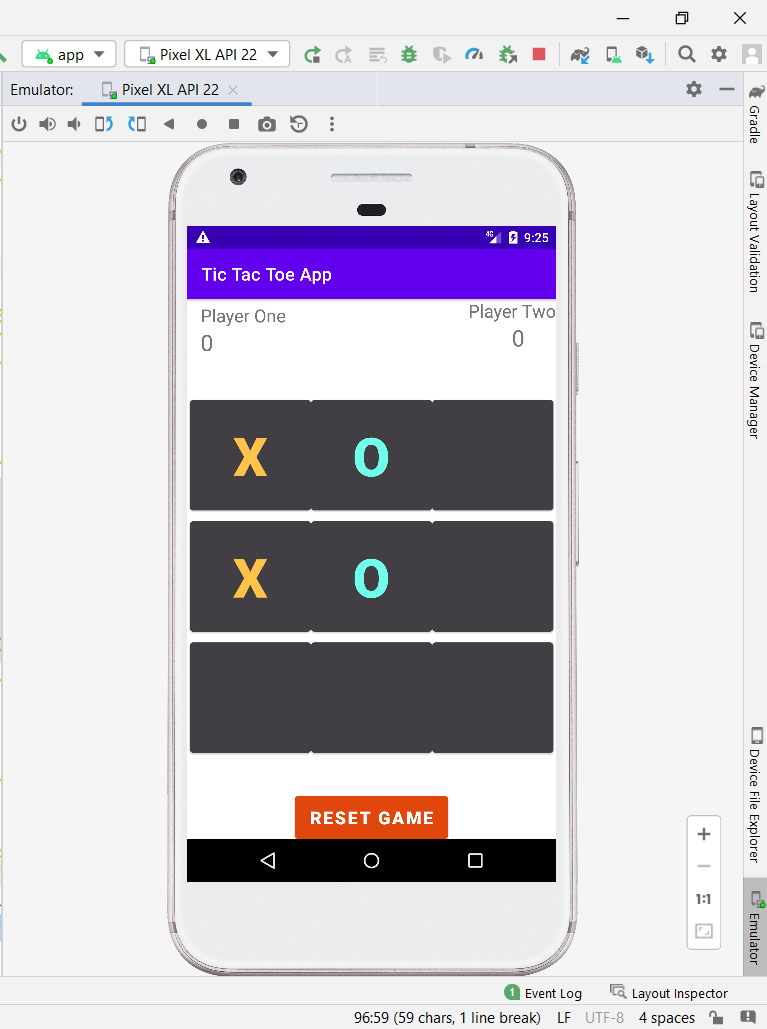 app
Pixel XL API 22
Emulator:
Pixel XL API 22
Gradle
Layout Validation
Device Manager
4G
9:25
Tic Tac Toe App
Player One
Player Two
0
0
X O
X O
RESET GAME
Device File Explorer
1:1
Emulator
1 Event Log
Layout Inspector
96:59 (59 chars, 1 line break) LF UTF-8 4 spaces